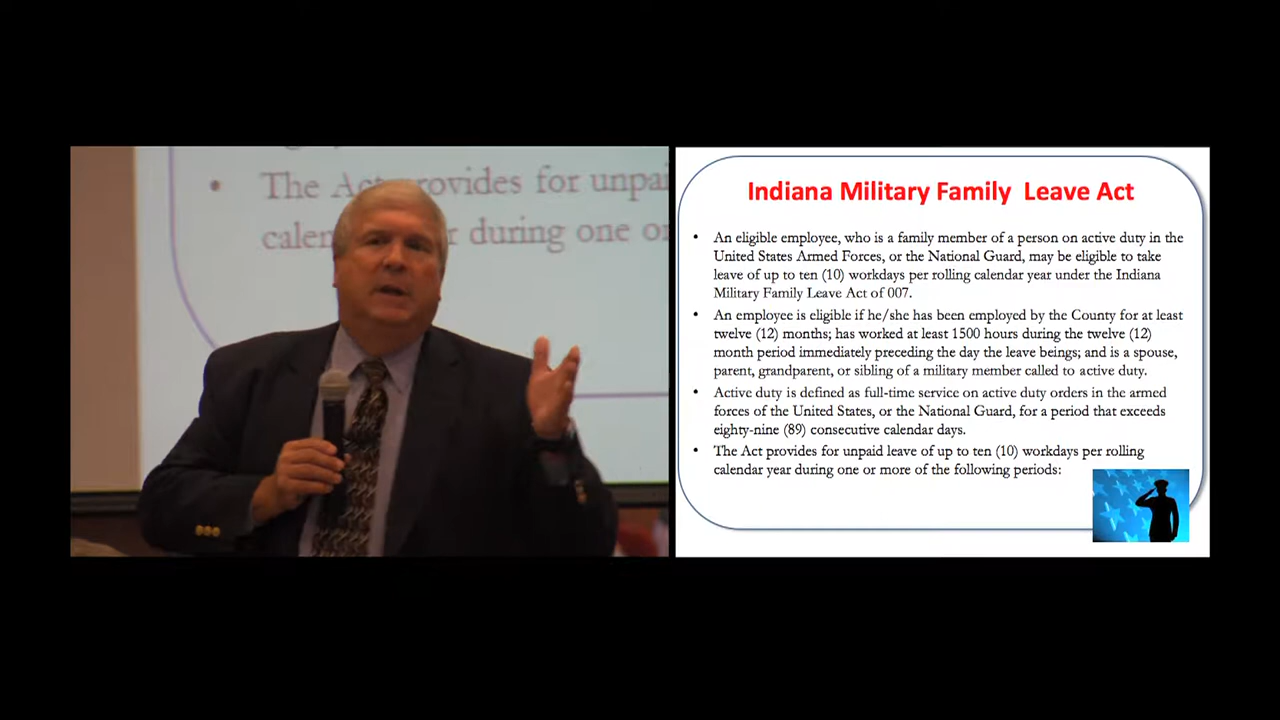 The Act provides for unpai
calen r during one or
Indiana Military Family Leave Act
• An eligible employee, who is a family member of a person on active duty in the
United States Armed Forces, or the National Guard, may be eligible to take
leave of up to ten (10) workdays per rolling calendar year under the Indiana
Military Family Leave Act of 007.
• An employee is eligible if he/she has been employed by the County for at least
twelve (12) months; has worked at least 1500 hours during the twelve (12)
month period immediately preceding the day the leave beings; and is a spouse,
parent, grandparent, or sibling of a military member called to active duty.
• Active duty is defined as full-time service on active duty orders in the armed
forces of the United States, or the National Guard, for a period that exceeds
eighty-nine (89) consecutive calendar days.
• The Act provides for unpaid leave of up to ten (10) workdays per rolling
calendar year during one or more of the following periods: